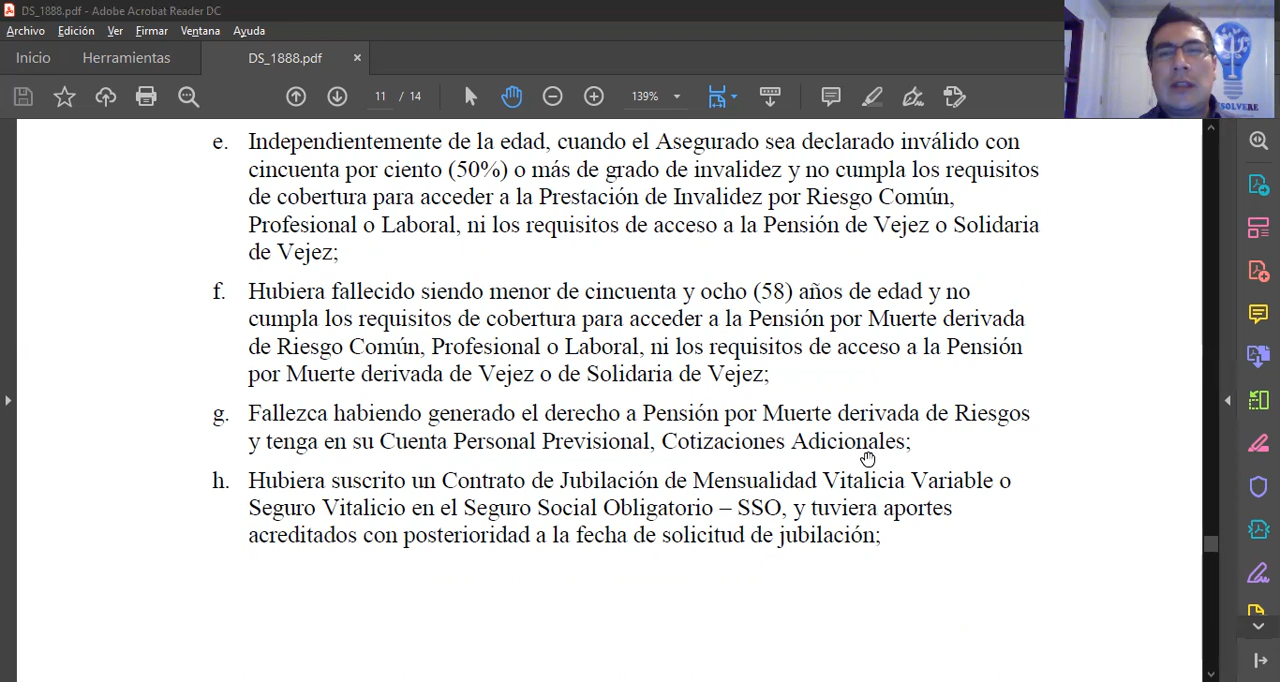 DS_1888.pdf - Adobe Acrobat Reader DC
Archivo Edición Ver Firmar Ventana Ayuda
Inicio Herramientas DS_1888.pdf ×
11 / 14 139%
SOLVERE
e. Independientemente de la edad, cuando el Asegurado sea declarado inválido con
cincuenta por ciento (50%) o más de grado de invalidez y no cumpla los requisitos
de cobertura para acceder a la Prestación de Invalidez por Riesgo Común,
Profesional o Laboral, ni los requisitos de acceso a la Pensión de Vejez o Solidaria
de Vejez;
f. Hubiera fallecido siendo menor de cincuenta y ocho (58) años de edad y no
cumpla los requisitos de cobertura para acceder a la Pensión por Muerte derivada
de Riesgo Común, Profesional o Laboral, ni los requisitos de acceso a la Pensión
por Muerte derivada de Vejez o de Solidaria de Vejez;
g. Fallezca habiendo generado el derecho a Pensión por Muerte derivada de Riesgos
y tenga en su Cuenta Personal Previsional, Cotizaciones Adicionales;
h. Hubiera suscrito un Contrato de Jubilación de Mensualidad Vitalicia Variable o
Seguro Vitalicio en el Seguro Social Obligatorio – SSO, y tuviera aportes
acreditados con posterioridad a la fecha de solicitud de jubilación;